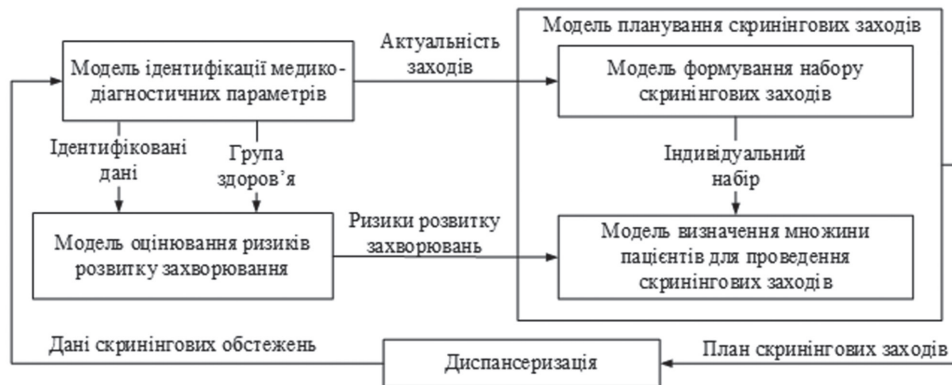 Модель планування скринінгових заходів
Модель ідентифікації медико-
діагностичних параметрів
Актуальність
заходів
Модель формування набору
скринінгових заходів
Ідентифіковані
дані
Група
здоров’я
Індивідуальний
набір
Модель оцінювання ризиків
розвитку захворювання
Ризики розвитку
захворювань
Модель визначення множини
пацієнтів для проведення
скринінгових заходів
Дані скринінгових обстежень
Диспансеризація
План скринінгових заходів